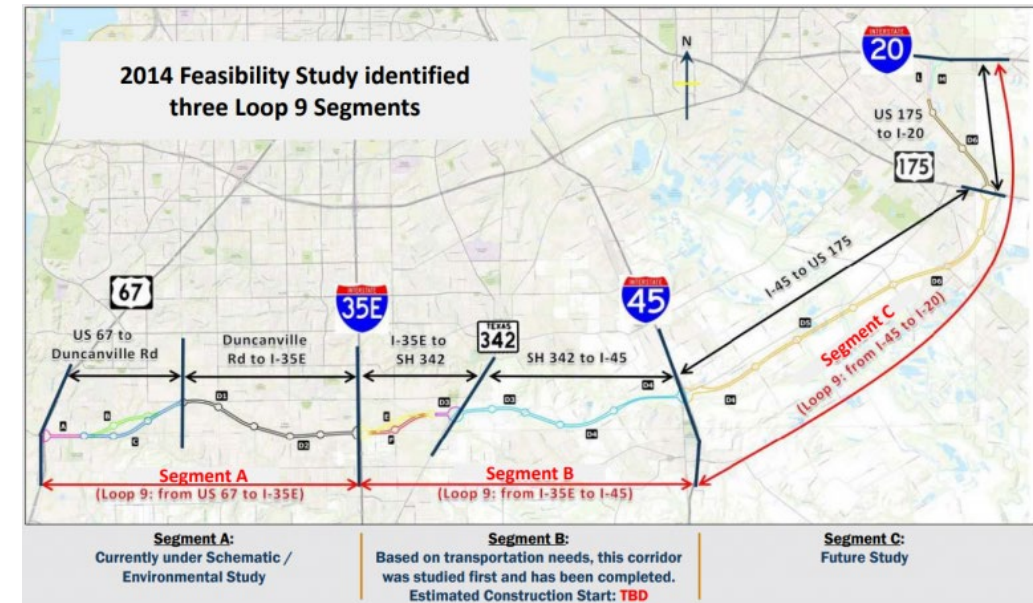 2014 Feasibility Study identified
three Loop 9 Segments
N
INTERSTATE
20
L
M
US 175
to I-20
D6
175
I-45 to US 175
67
INTERSTATE
35E
INTERSTATE
45
TEXAS
342
US 67 to
Duncanville Rd
Duncanville
Rd to I-35E
I-35E to
SH 342
SH 342 to I-45
D6
D5
Segment C
(Loop 9: from I-45 to I-20)
A
B
C
D1
D2
E
F
D3
D3
D4
D4
D4
Segment A
(Loop 9: from US 67 to I-35E)
Segment B
(Loop 9: from I-35E to I-45)
Segment A:
Currently under Schematic /
Environmental Study
Segment B:
Based on transportation needs, this corridor
was studied first and has been completed.
Estimated Construction Start: TBD
Segment C:
Future Study